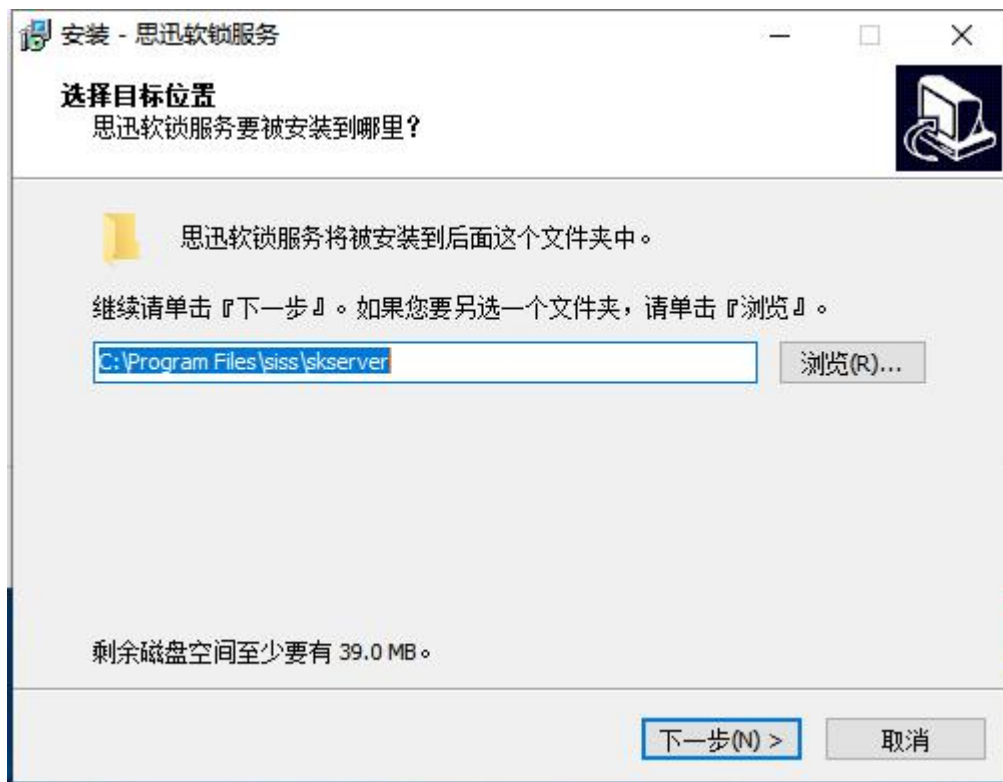 安装 - 思迅软锁服务
选择目标位置
思迅软锁服务要被安装到哪里?
思迅软锁服务将被安装到后面这个文件夹中。
继续请单击『下一步』。如果您要另选一个文件夹，请单击『浏览』。
C:\Program Files\siss\skserver
浏览(R)...
剩余磁盘空间至少要有 39.0 MB。
下一步(N) >
取消